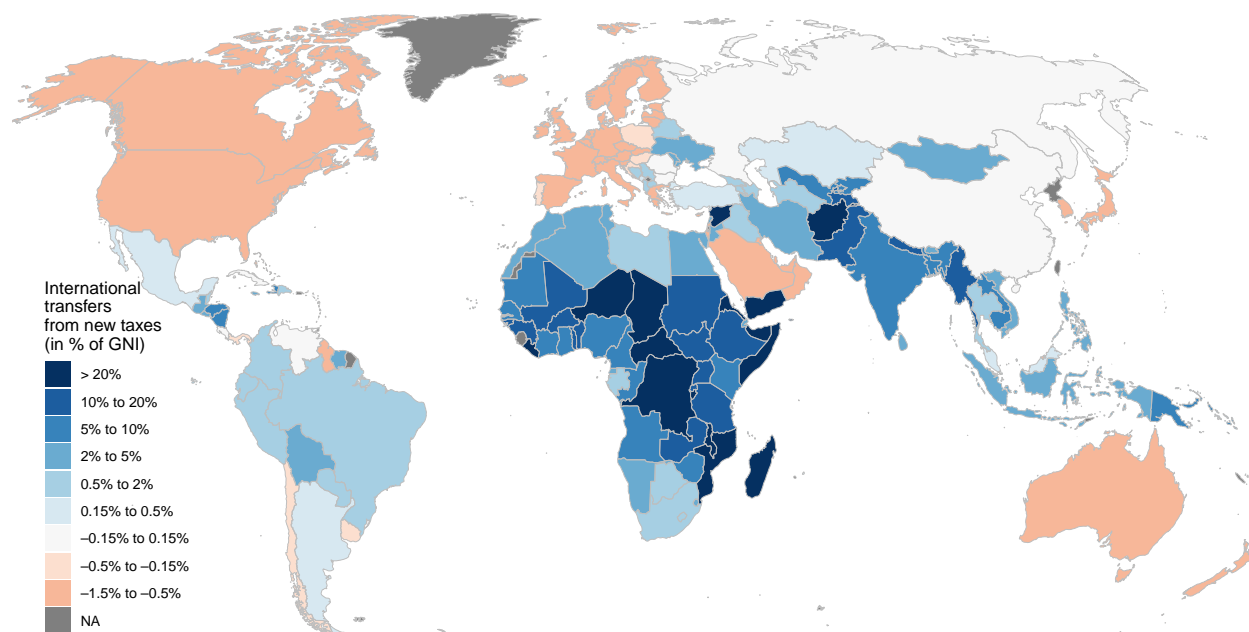 International
transfers
from new taxes
(in % of GNI)
> 20%
10% to 20%
5% to 10%
2% to 5%
0.5% to 2%
0.15% to 0.5%
−0.15% to 0.15%
−0.5% to −0.15%
−1.5% to −0.5%
NA